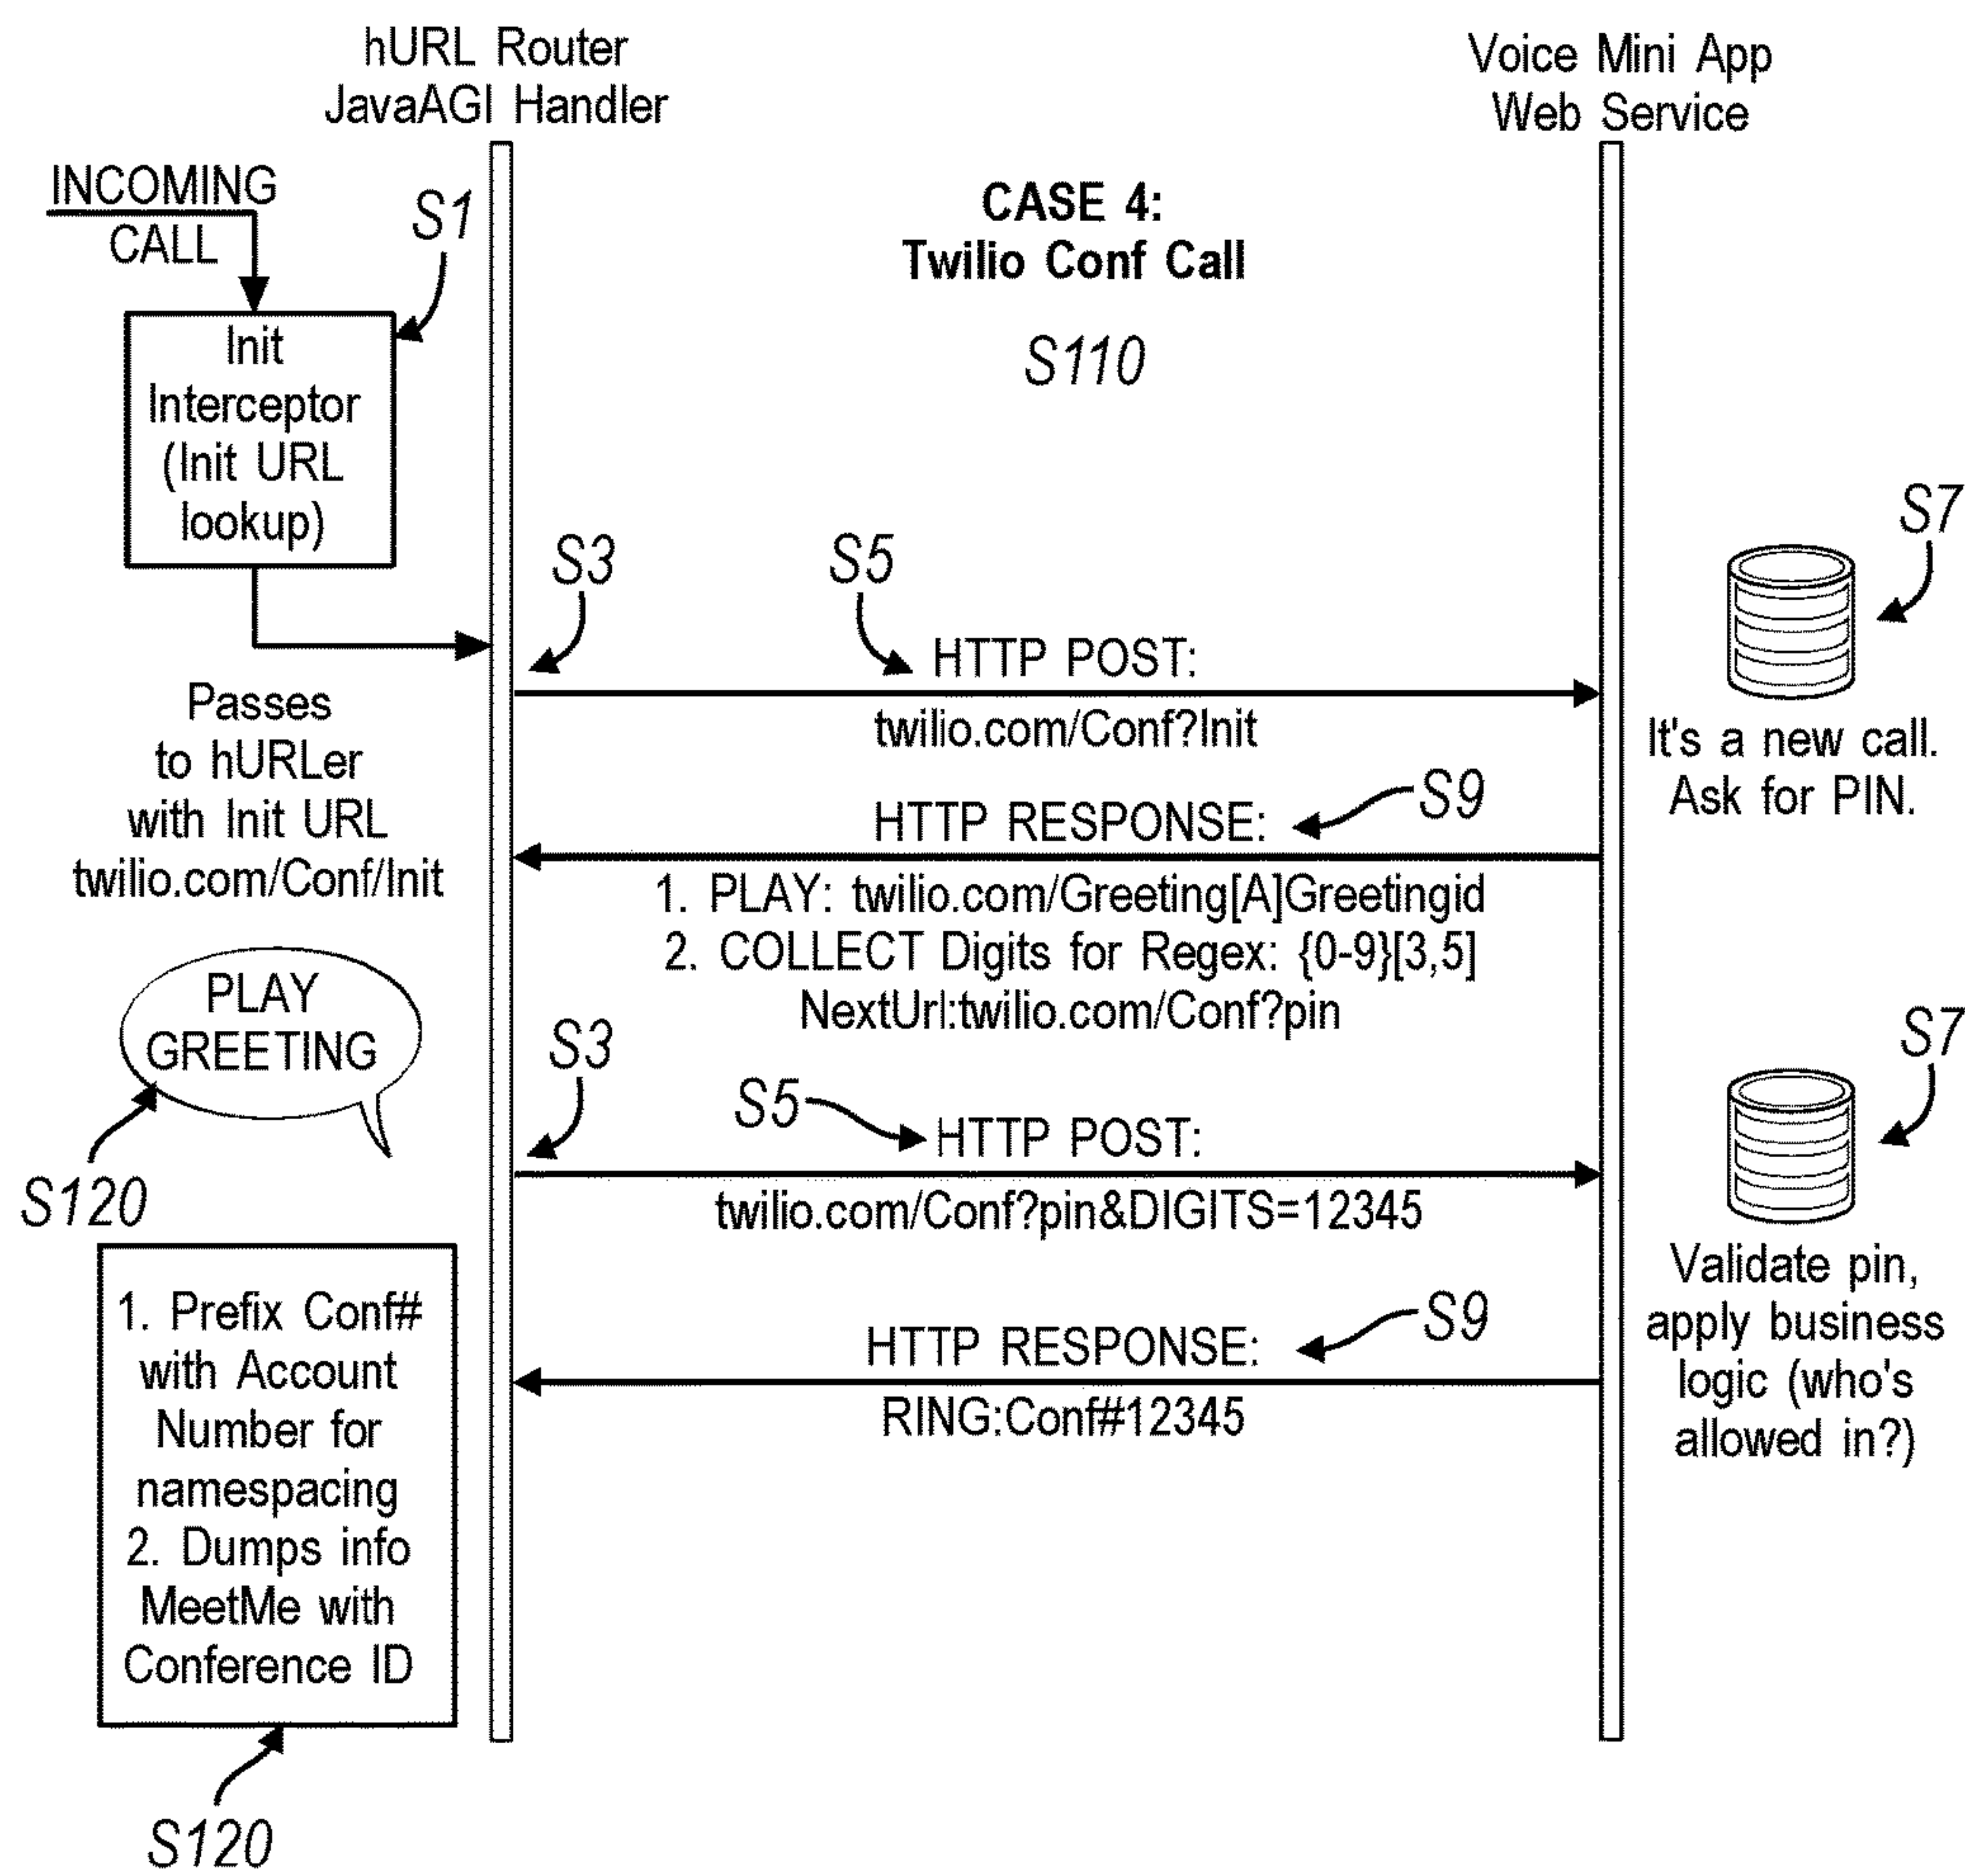 hURL Router
JavaAGI Handler
Voice Mini App
Web Service
INCOMING
CALL
S1
CASE 4:
Twilio Conf Call
S110
Init
Interceptor
(Init URL
lookup)
S3
S5
S7
HTTP POST:
twilio.com/Conf?Init
Passes
to hURLer
with Init URL
twilio.com/Conf/Init
It's a new call.
Ask for PIN.
S9
HTTP RESPONSE:
1. PLAY: twilio.com/Greeting[A]Greetingid
2. COLLECT Digits for Regex: {0-9}[3,5]
NextUrl:twilio.com/Conf?pin
PLAY
GREETING
S120
S3
S5
S7
HTTP POST:
twilio.com/Conf?pin&DIGITS=12345
Validate pin,
apply business
logic (who's
allowed in?)
S9
HTTP RESPONSE:
RING:Conf#12345
1. Prefix Conf#
with Account
Number for
namespacing
2. Dumps info
MeetMe with
Conference ID
S120